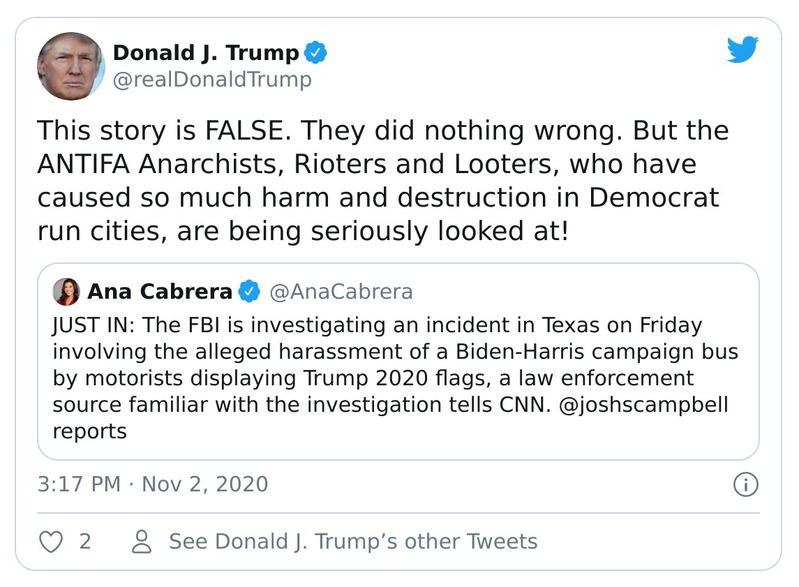 Donald J. Trump
@realDonaldTrump
This story is FALSE. They did nothing wrong. But the
ANTIFA Anarchists, Rioters and Looters, who have
caused so much harm and destruction in Democrat
run cities, are being seriously looked at!
Ana Cabrera @AnaCabrera
JUST IN: The FBI is investigating an incident in Texas on Friday
involving the alleged harassment of a Biden-Harris campaign bus
by motorists displaying Trump 2020 flags, a law enforcement
source familiar with the investigation tells CNN. @joshscampbell
reports
3:17 PM · Nov 2, 2020
2 See Donald J. Trump’s other Tweets